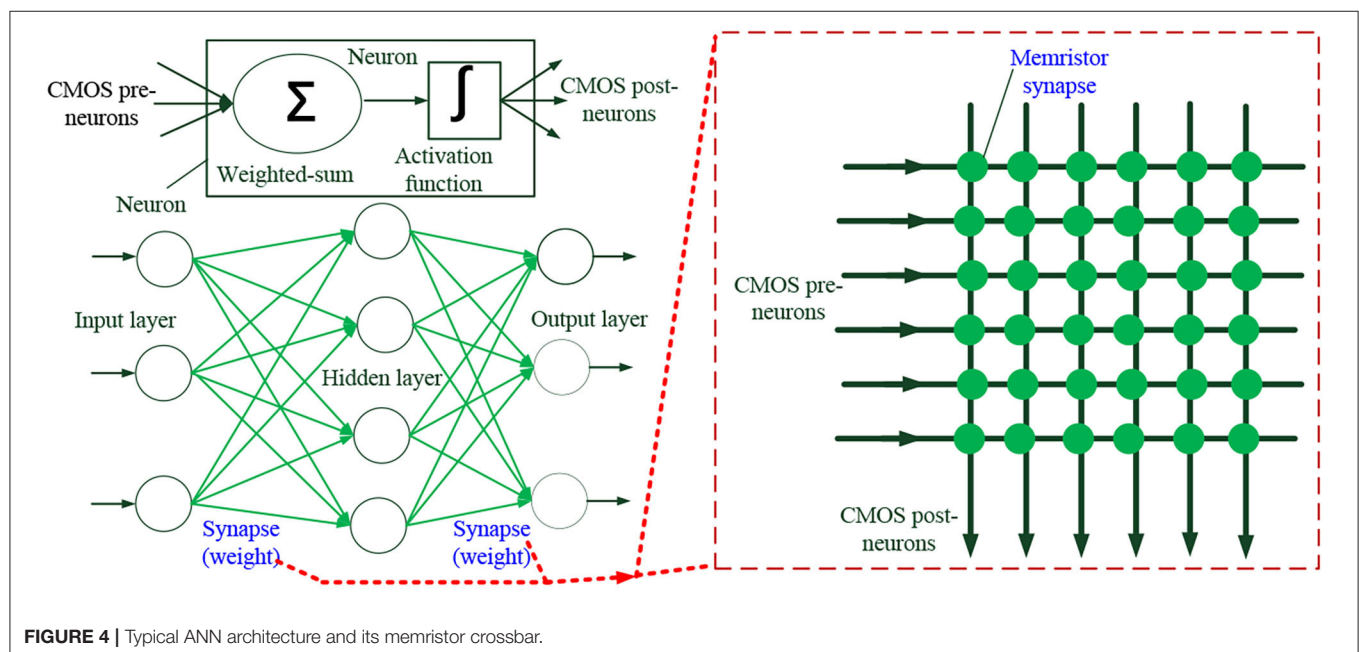 Neuron
CMOS pre-
neurons
Σ
∫
CMOS post-
neurons
Weighted-sum
Activation
function
Neuron
Input layer
Hidden layer
Output layer
Synapse
(weight)
Synapse
(weight)
Memristor
synapse
CMOS pre-
neurons
CMOS post-
neurons
FIGURE 4 | Typical ANN architecture and its memristor crossbar.